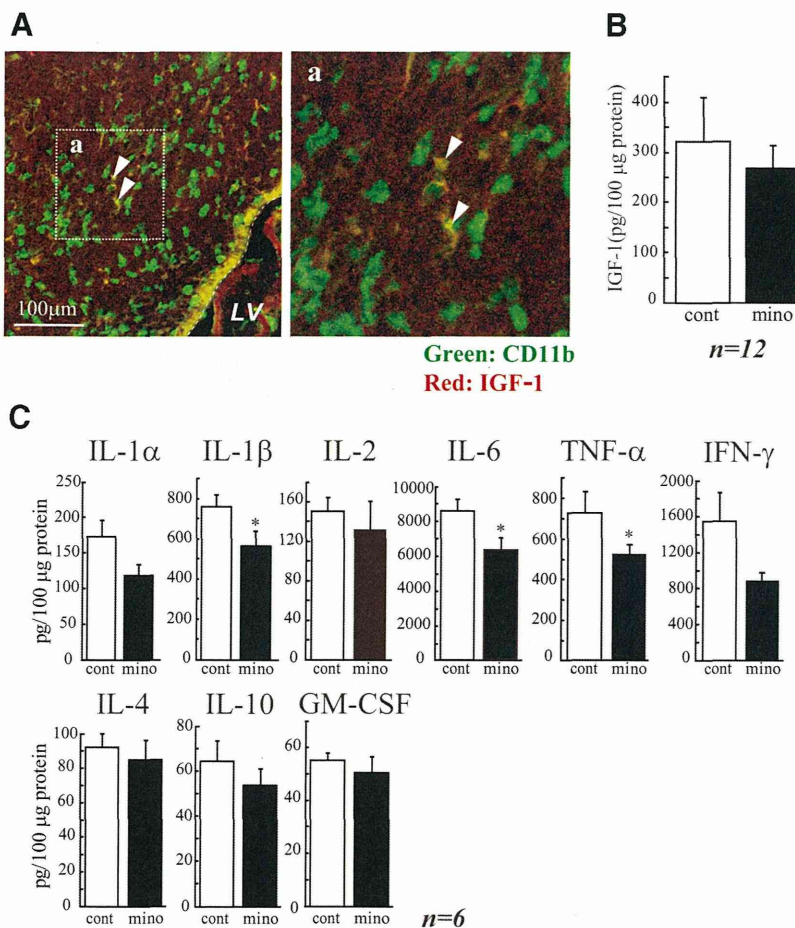 A
a
a
100μm
LV
Green: CD11b
Red: IGF-1
B
IGF-1(pg/100 μg protein)
400
300
200
100
0
cont mino
n=12
C
IL-1α
pg/100 μg protein
250
200
150
100
50
0
cont mino
IL-1β
800
600
400
200
0
cont mino
IL-2
160
120
80
40
0
cont mino
IL-6
10000
8000
6000
4000
2000
0
cont mino
TNF-α
800
600
400
200
0
cont mino
IFN-γ
2000
1600
1200
800
400
0
cont mino
*
*
*
IL-4
pg/100 μg protein
100
80
60
40
20
0
cont mino
IL-10
80
60
40
20
0
cont mino
GM-CSF
60
40
20
0
cont mino
n=6